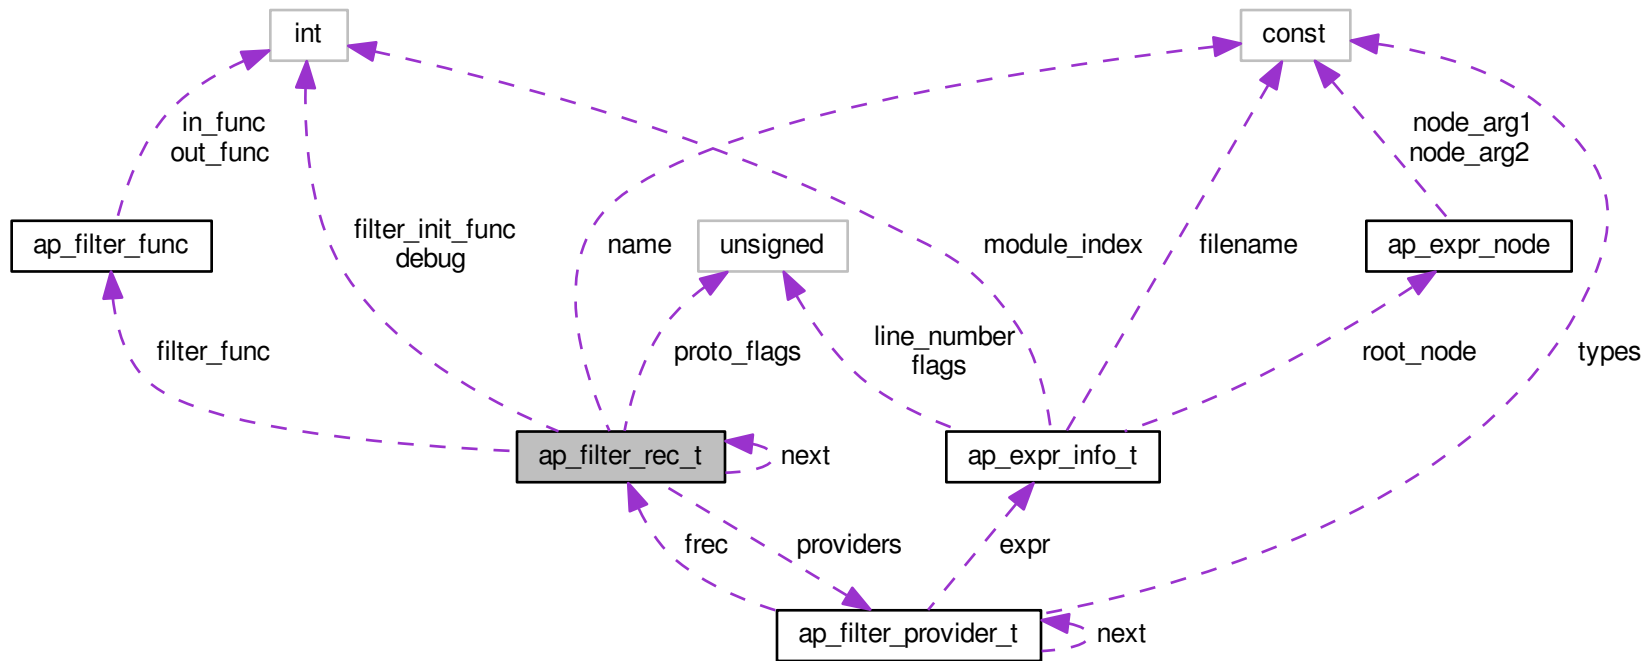 int
const
in_func
out_func
node_arg1
node_arg2
ap_filter_func
filter_init_func
debug
name
unsigned
module_index
filename
ap_expr_node
filter_func
proto_flags
line_number
flags
root_node
types
ap_filter_rec_t
next
ap_expr_info_t
frec
providers
expr
ap_filter_provider_t
next